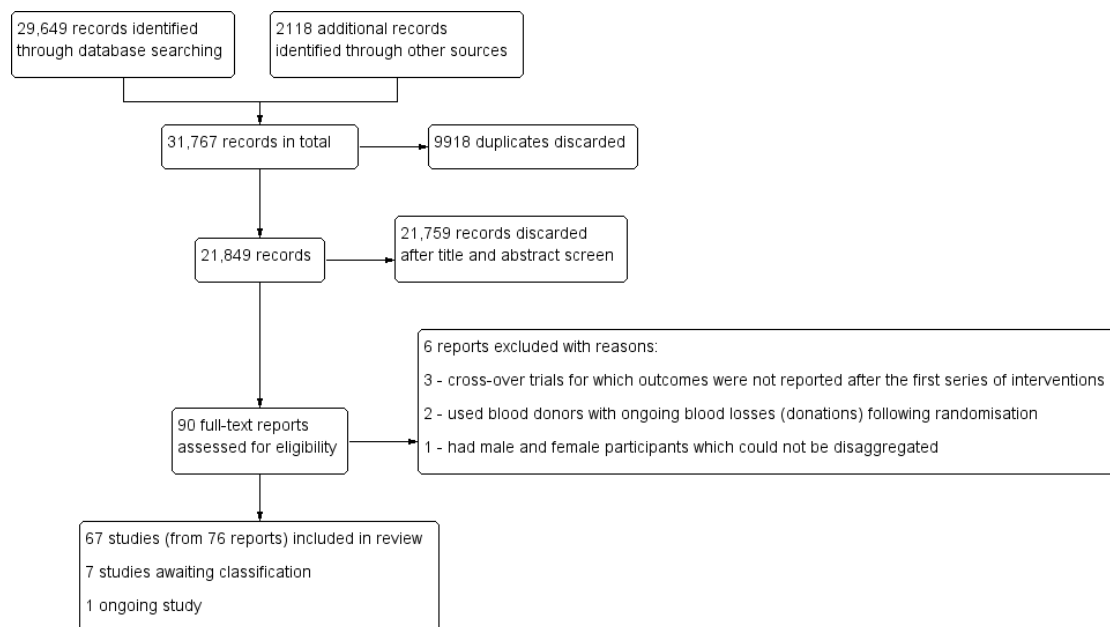 29,649 records identified
through database searching
2118 additional records
identified through other sources
31,767 records in total
9918 duplicates discarded
21,849 records
21,759 records discarded
after title and abstract screen
90 full-text reports
assessed for eligibility
6 reports excluded with reasons:
3 - cross-over trials for which outcomes were not reported after the first series of interventions
2 - used blood donors with ongoing blood losses (donations) following randomisation
1 - had male and female participants which could not be disaggregated
67 studies (from 76 reports) included in review
7 studies awaiting classification
1 ongoing study